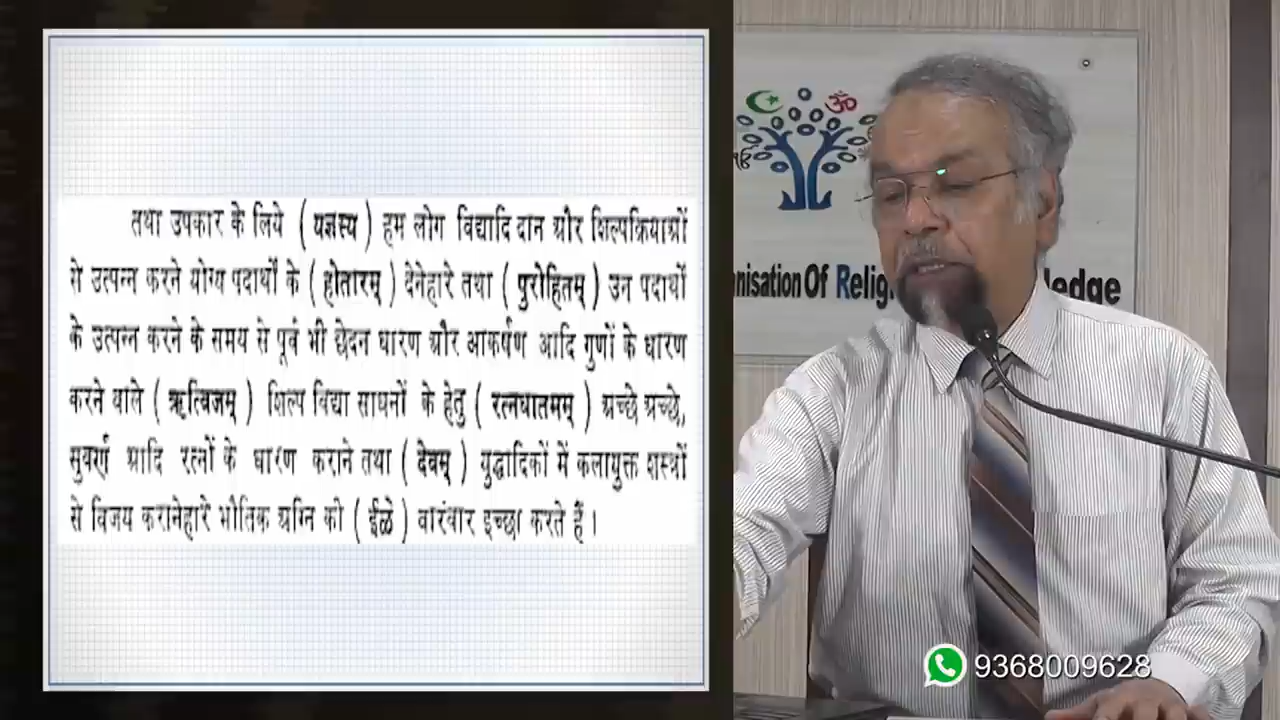 तथा उपकार के लिये ( यज्ञस्य ) हम लोग विद्यादि दान और शिल्पक्रियाओं
से उत्पन्न करने योग्य पदार्थों के ( होतारम् ) देनेहारे तथा ( पुरोहितम् ) उन पदार्थों
के उत्पन्न करने के समय से पूर्व भी छेदन धारण और आकर्षण आदि गुणों के धारण
करने वाले ( ऋत्विजम् ) शिल्प विद्या साधनों के हेतु ( रत्नधातमम् ) अच्छे अच्छे,
सुवर्ण आदि रत्नों के धारण कराने तथा ( देवम् ) युद्धादिकों में कलायुक्त शस्त्रों
से विजय करानेहारे भौतिक अग्नि को ( ईळे ) वारंवार इच्छा करते हैं ।
ॐ
nisation Of Relig ledge
9368009628